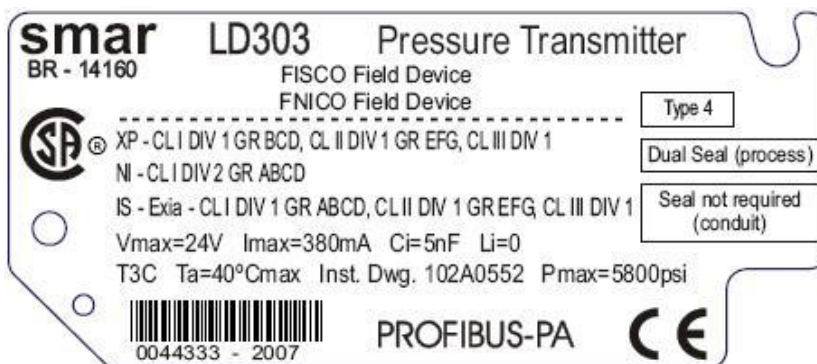 smar LD303 Pressure Transmitter
BR - 14160
FISCO Field Device
FNICO Field Device
Type 4
SA ®
XP - CL I DIV 1 GR BCD, CL II DIV 1 GR EFG, CL III DIV 1
Dual Seal (process)
NI - CL I DIV 2 GR ABCD
IS - Exia - CL I DIV 1 GR ABCD, CL II DIV 1 GR EFG, CL III DIV 1
Seal not required
(conduit)
Vmax=24V Imax=380mA Ci=5nF Li=0
T3C Ta=40ºCmax Inst. Dwg. 102A0552 Pmax=5800psi
0044333 - 2007
PROFIBUS-PA CE